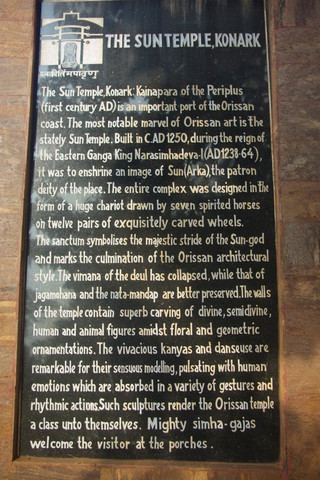 THE SUN TEMPLE, KONARK
The Sun Temple, Konark: Kainapara of the Periplus
(first century AD) is an important port of the Orissan
coast. The most notable marvel of Orissan art is the
stately Sun Temple. Built in C. AD 1250, during the reign of
the Eastern Ganga King Narasimhadeva-I (AD 1238-64),
it was to enshrine an image of Sun (Arka), the patron
deity of the place. The entire complex was designed in the
form of a huge chariot drawn by seven spirited horses
on twelve pairs of exquisitely carved wheels.
The sanctum symbolises the majestic stride of the Sun-god
and marks the culmination of the Orissan architectural
style. The vimana of the deul has collapsed, while that of
jagamohana and the nata-mandap are better preserved. The walls
of the temple contain superb carving of divine, semidivine,
human and animal figures amidst floral and geometric
ornamentations. The vivacious kanyas and danseuse are
remarkable for their sensuous modelling, pulsating with human
emotions which are absorbed in a variety of gestures and
rhythmic actions. Such sculptures render the Orissan temple
a class unto themselves. Mighty simha-gajas
welcome the visitor at the porches.